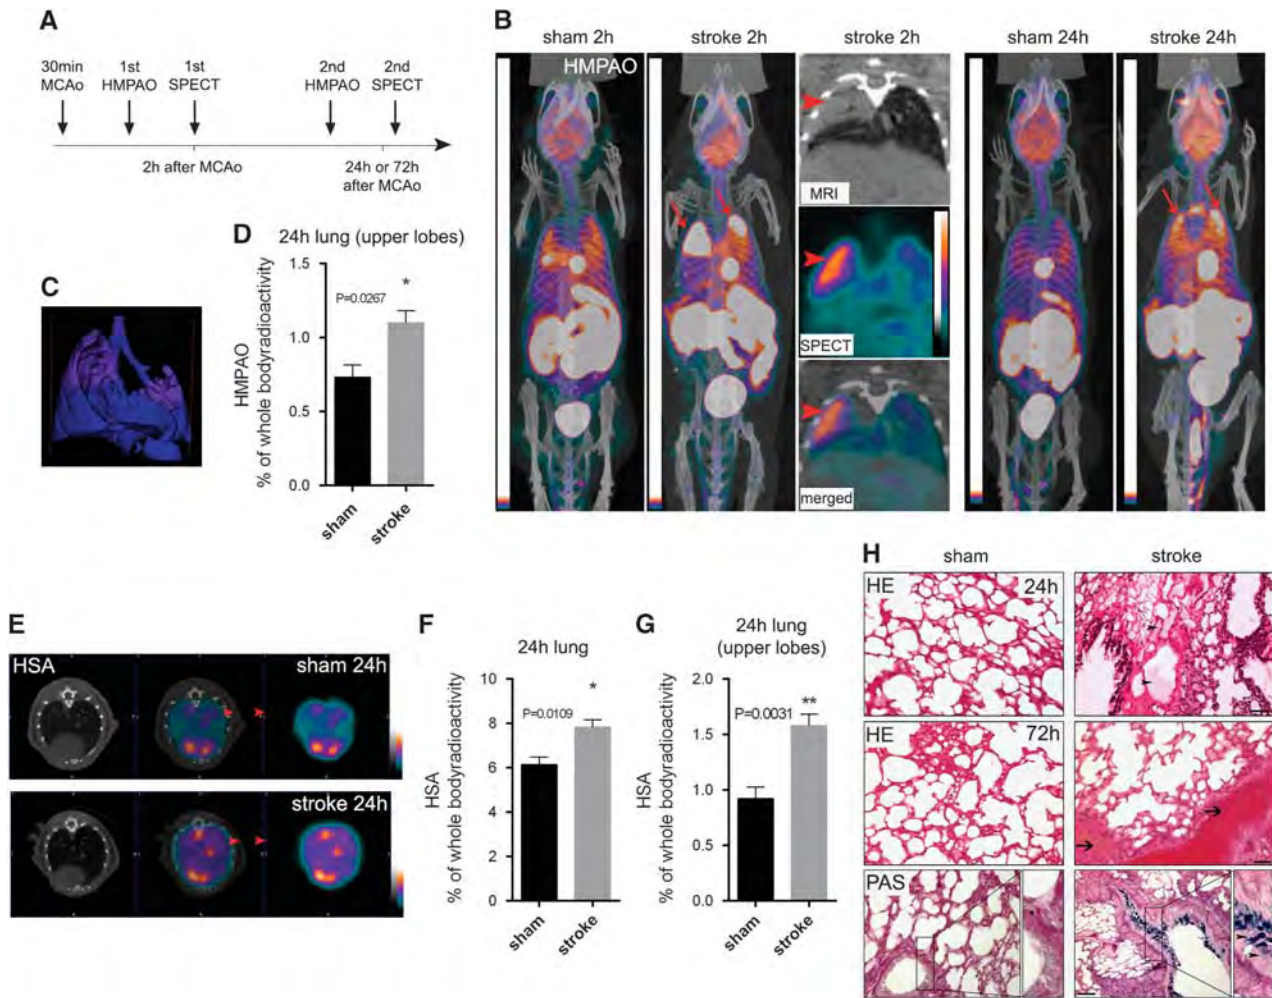 A
30min
MCAo
1st
HMPAO
1st
SPECT
2nd
HMPAO
2nd
SPECT
2h after MCAo
24h or 72h
after MCAo
B
sham 2h
stroke 2h
stroke 2h
sham 24h
stroke 24h
HMPAO
MRI
SPECT
merged
C
D
24h lung (upper lobes)
HMPAO
% of whole bodyradioactivity
1.5
1.0
0.5
0.0
P=0.0267
*
sham
stroke
E
HSA
sham 24h
stroke 24h
F
24h lung
HSA
% of whole bodyradioactivity
10
8
6
4
2
0
P=0.0109
*
sham
stroke
G
24h lung
(upper lobes)
HSA
% of whole bodyradioactivity
2.0
1.5
1.0
0.5
0.0
P=0.0031
**
sham
stroke
H
sham
stroke
HE
24h
HE
72h
PAS